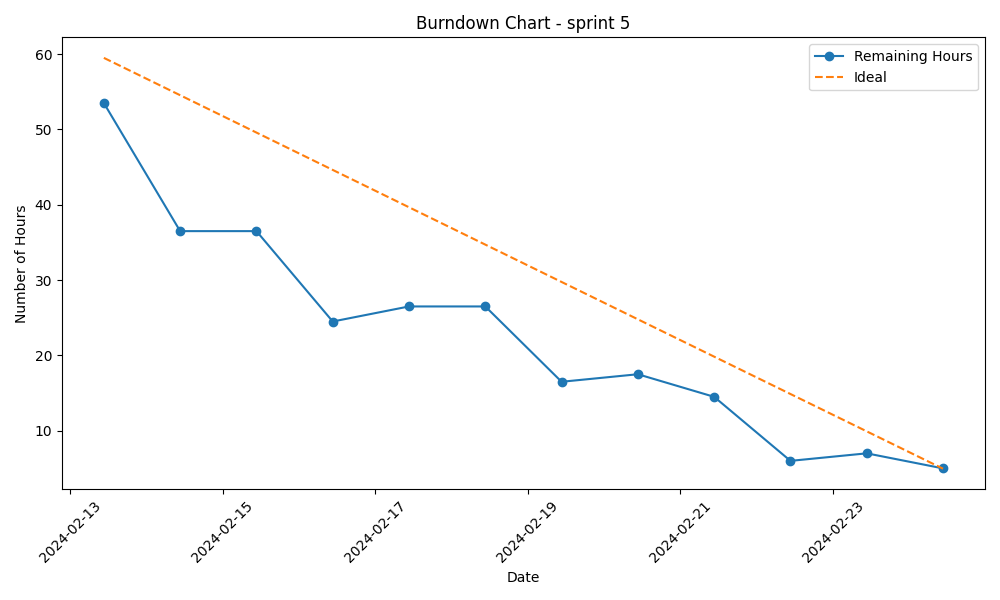 Burndown Chart - sprint 5
Remaining Hours
Ideal
Number of Hours
60
50
40
30
20
10
2024-02-13
2024-02-15
2024-02-17
2024-02-19
2024-02-21
2024-02-23
Date